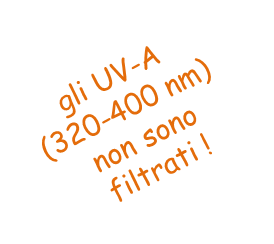 gli UV-A
(320-400 nm)
non sono
filtrati !